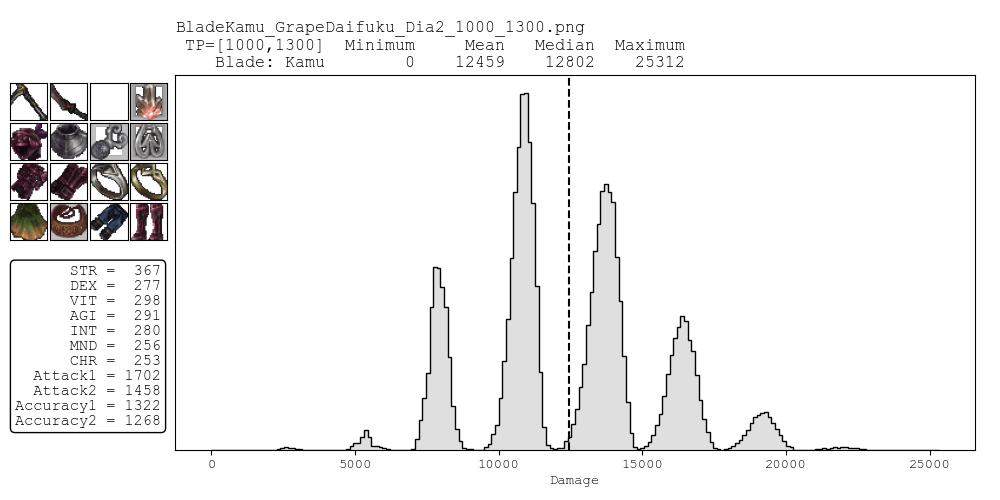 BladeKamu_GrapeDaifuku_Dia2_1000_1300.png
TP=[1000,1300] Minimum Mean Median Maximum
Blade: Kamu 0 12459 12802 25312
STR = 367
DEX = 277
VIT = 298
AGI = 291
INT = 280
MND = 256
CHR = 253
Attack1 = 1702
Attack2 = 1458
Accuracy1 = 1322
Accuracy2 = 1268
0 5000 10000 15000 20000 25000
Damage